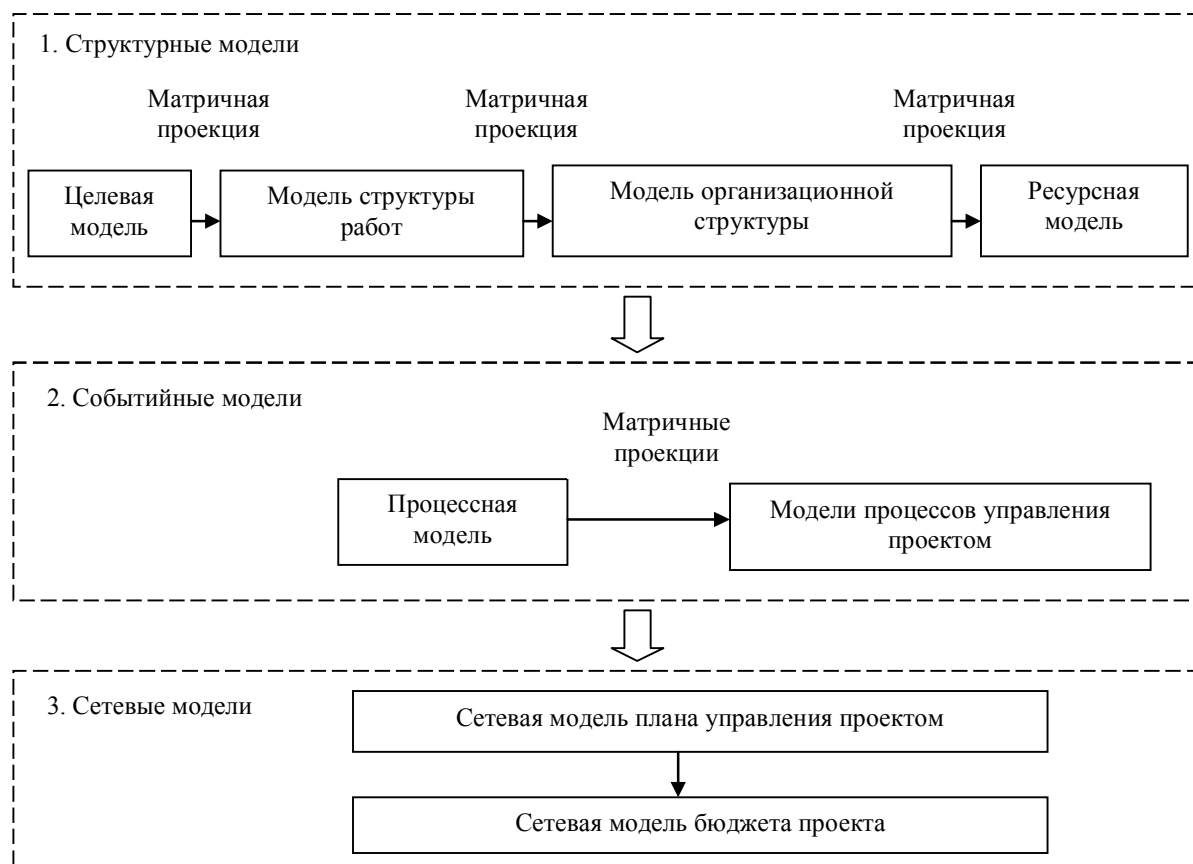 1. Структурные модели
Матричная
проекция
Матричная
проекция
Матричная
проекция
Целевая
модель
Модель структуры
работ
Модель организационной
структуры
Ресурсная
модель
2. Событийные модели
Матричные
проекции
Процессная
модель
Модели процессов управления
проектом
3. Сетевые модели
Сетевая модель плана управления проектом
Сетевая модель бюджета проекта